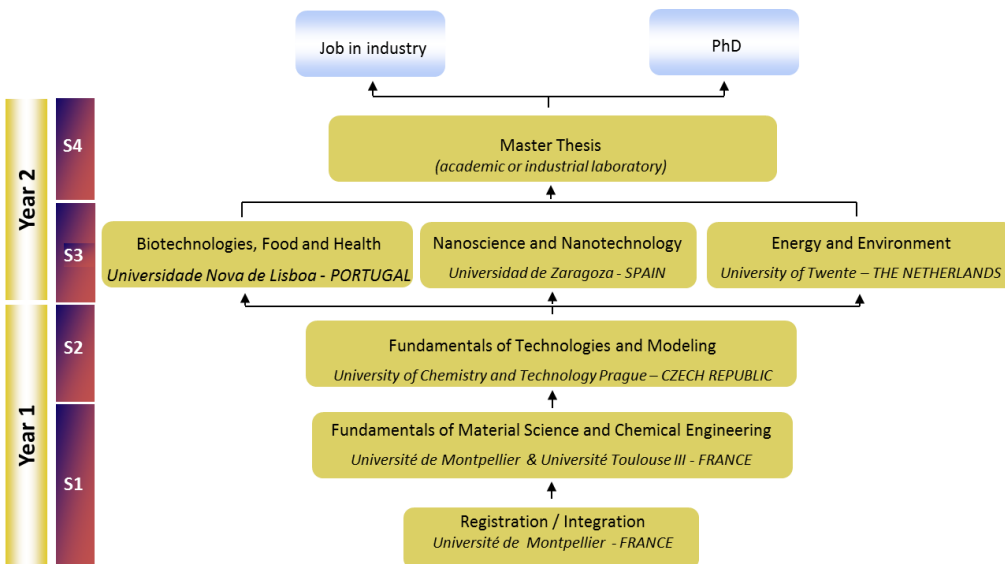 Job in industry
PhD
Year 2
S4
Master Thesis
(academic or industrial laboratory)
S3
Biotechnologies, Food and Health
Universidade Nova de Lisboa - PORTUGAL
Nanoscience and Nanotechnology
Universidad de Zaragoza - SPAIN
Energy and Environment
University of Twente – THE NETHERLANDS
Year 1
S2
Fundamentals of Technologies and Modeling
University of Chemistry and Technology Prague – CZECH REPUBLIC
S1
Fundamentals of Material Science and Chemical Engineering
Université de Montpellier & Université Toulouse III - FRANCE
Registration / Integration
Université de Montpellier - FRANCE